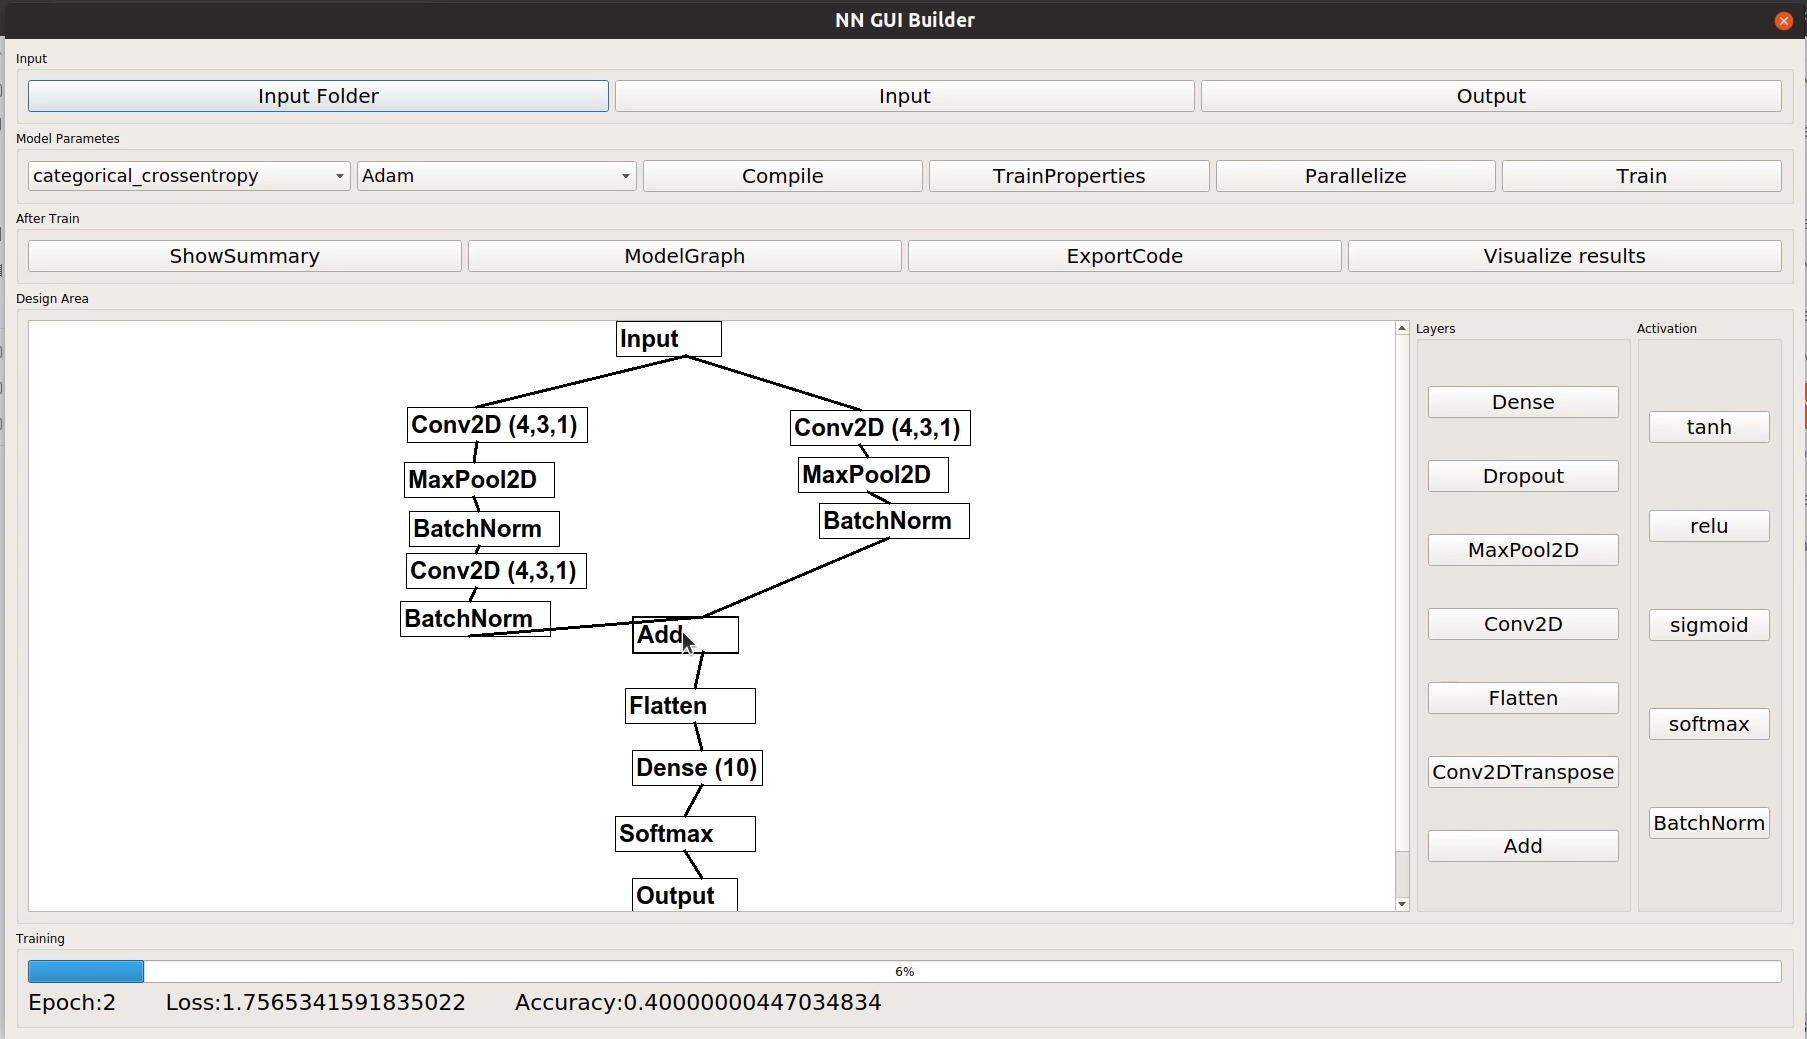 NN GUI Builder
Input
Input Folder
Input
Output
Model Parametes
categorical_crossentropy
Adam
Compile
TrainProperties
Parallelize
Train
After Train
ShowSummary
ModelGraph
ExportCode
Visualize results
Design Area
Input
Conv2D (4,3,1)
MaxPool2D
BatchNorm
Conv2D (4,3,1)
BatchNorm
Conv2D (4,3,1)
MaxPool2D
BatchNorm
Add
Flatten
Dense (10)
Softmax
Output
Layers
Dense
Dropout
MaxPool2D
Conv2D
Flatten
Conv2DTranspose
Add
Activation
tanh
relu
sigmoid
softmax
BatchNorm
Training
6%
Epoch:2 Loss:1.7565341591835022 Accuracy:0.40000000447034834